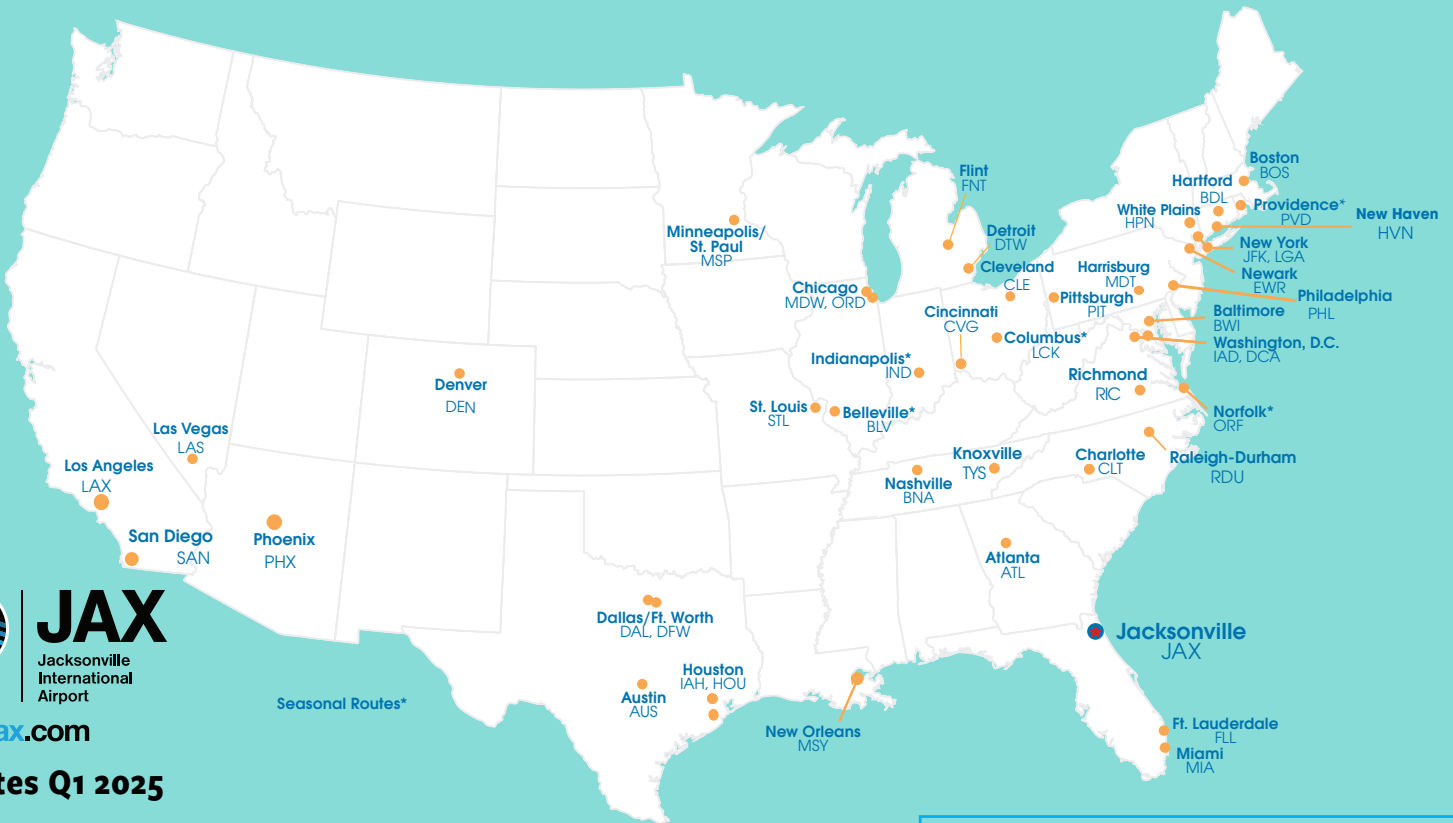 Boston
BOS
Flint
FNT
Hartford
BDL
Providence*
PVD
White Plains
HPN
New Haven
HVN
Minneapolis/
St. Paul
MSP
Detroit
DTW
New York
JFK, LGA
Cleveland
CLE
Harrisburg
MDT
Newark
EWR
Chicago
MDW, ORD
Pittsburgh
PIT
Philadelphia
PHL
Cincinnati
CVG
Baltimore
BWI
Columbus*
LCK
Washington, D.C.
IAD, DCA
Indianapolis*
IND
Richmond
RIC
Denver
DEN
St. Louis
STL
Belleville*
BLV
Norfolk*
ORF
Las Vegas
LAS
Knoxville
TYS
Charlotte
CLT
Raleigh-Durham
RDU
Los Angeles
LAX
Nashville
BNA
San Diego
SAN
Phoenix
PHX
Atlanta
ATL
JAX
Jacksonville
International
Airport
Dallas/Ft. Worth
DAL, DFW
Jacksonville
JAX
Houston
IAH, HOU
Austin
AUS
Seasonal Routes*
New Orleans
MSY
Ft. Lauderdale
FLL
Miami
MIA
ax.com
tes Q1 2025